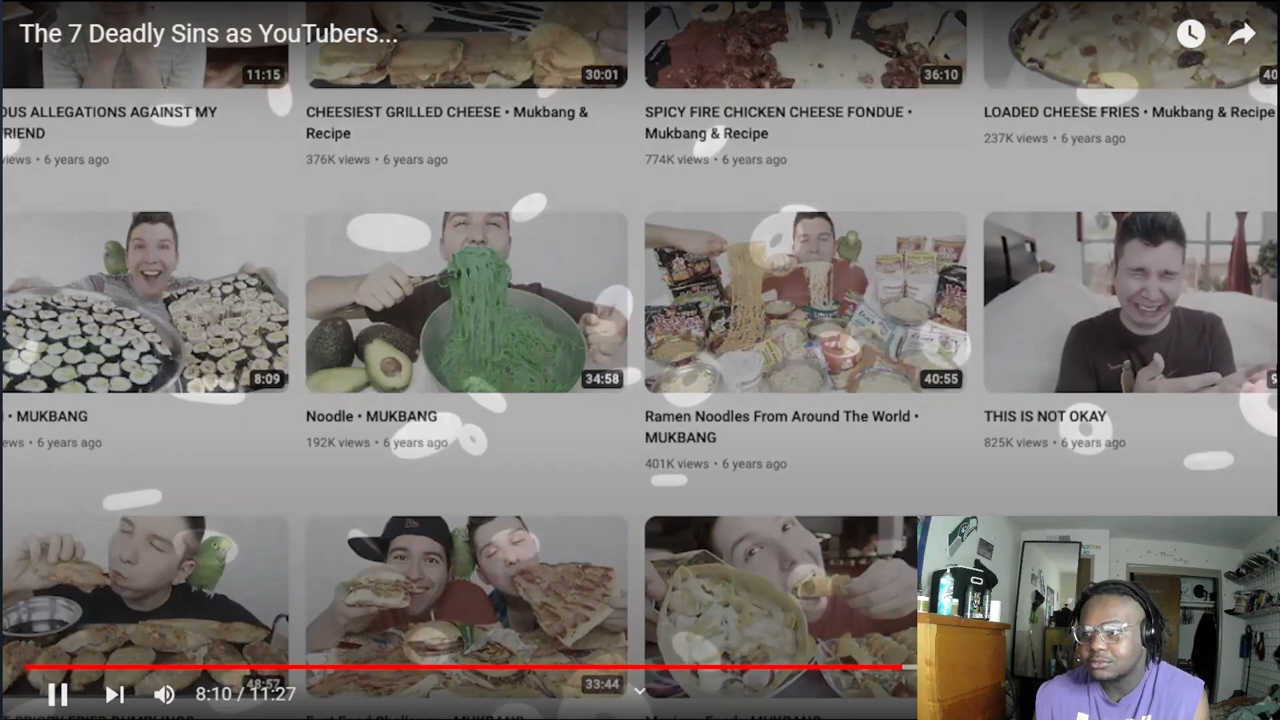 The 7 Deadly Sins as YouTubers...
11:15
30:01
36:10
40
OUS ALLEGATIONS AGAINST MY
RIEND
CHEESIEST GRILLED CHEESE • Mukbang &
Recipe
SPICY FIRE CHICKEN CHEESE FONDUE •
Mukbang & Recipe
LOADED CHEESE FRIES • Mukbang & Recipe
iews • 6 years ago
376K views • 6 years ago
774K views • 6 years ago
237K views • 6 years ago
8:09
34:58
40:55
• MUKBANG
Noodle • MUKBANG
Ramen Noodles From Around The World •
MUKBANG
THIS IS NOT OKAY
ews • 6 years ago
192K views • 6 years ago
401K views • 6 years ago
825K views • 6 years ago
48:57
33:44
8:10 / 11:27